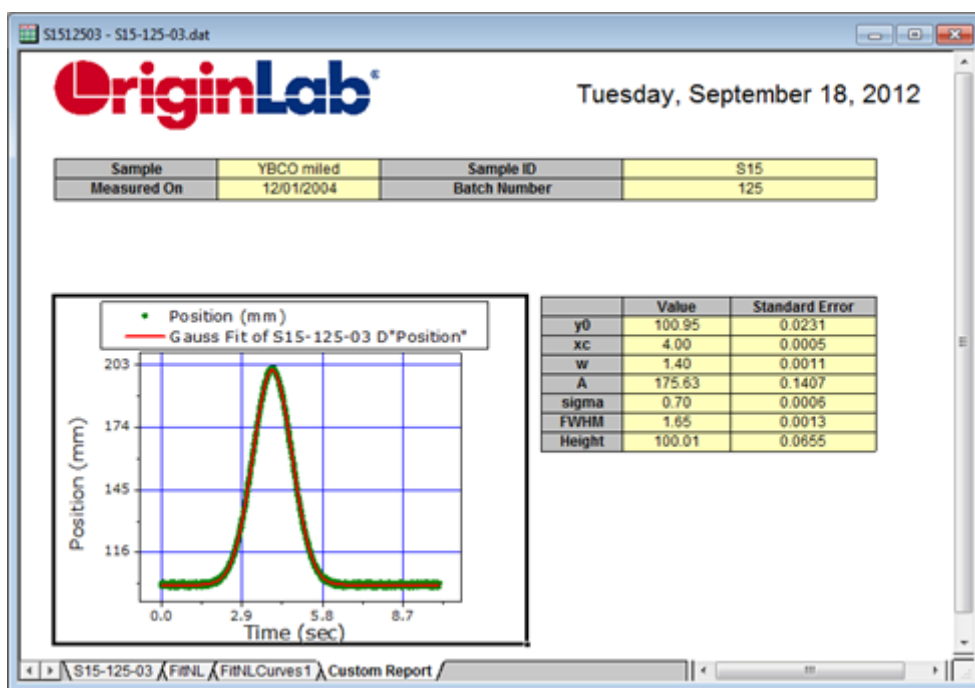 S1512503 - S15-125-03.dat
OriginLab®
Tuesday, September 18, 2012
Sample YBCO miled Sample ID S15
Measured On 12/01/2004 Batch Number 125
Position (mm)
Gauss Fit of S15-125-03 D"Position"
203
174
145
116
Position (mm)
0.0 2.9 5.8 8.7
Time (sec)
Value Standard Error
y0 100.95 0.0231
xc 4.00 0.0005
w 1.40 0.0011
A 175.63 0.1407
sigma 0.70 0.0006
FWHM 1.65 0.0013
Height 100.01 0.0655
S15-125-03 FitNL FitNLCurves1 Custom Report